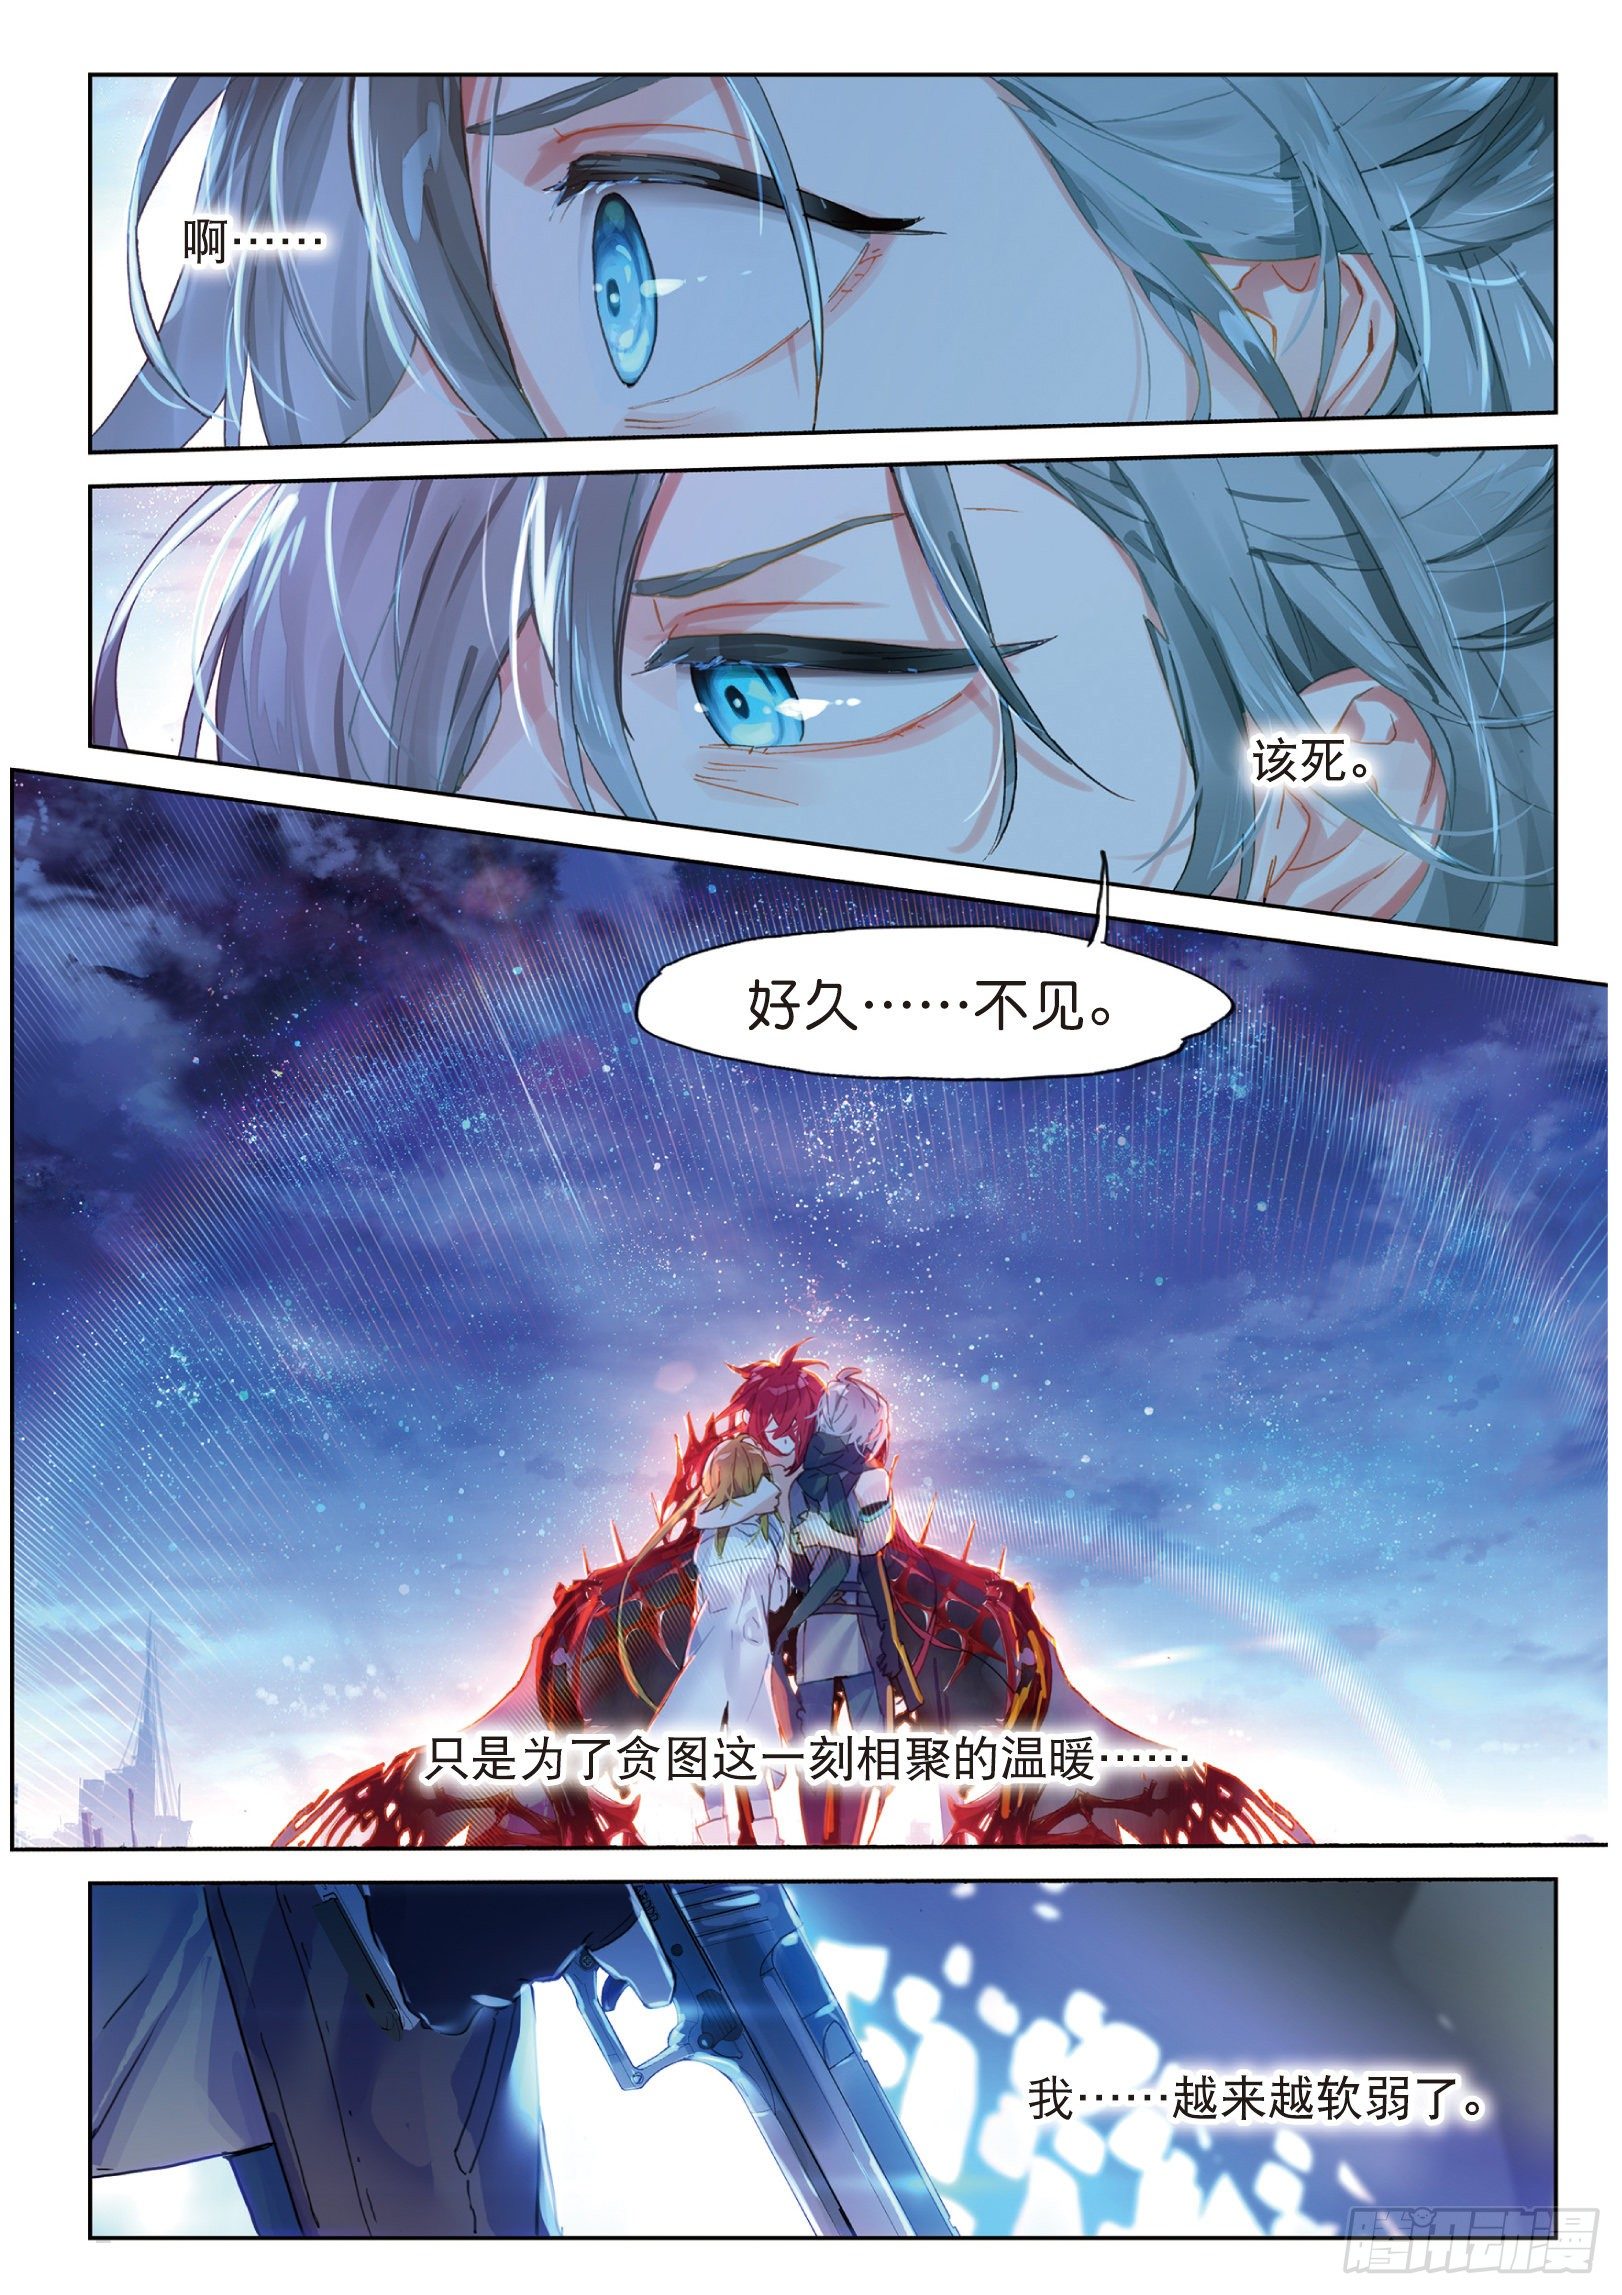 啊……
该死。
好久……不见。
只是为了贪图这一刻相聚的温暖……
我……越来越软弱了。
腾讯动漫